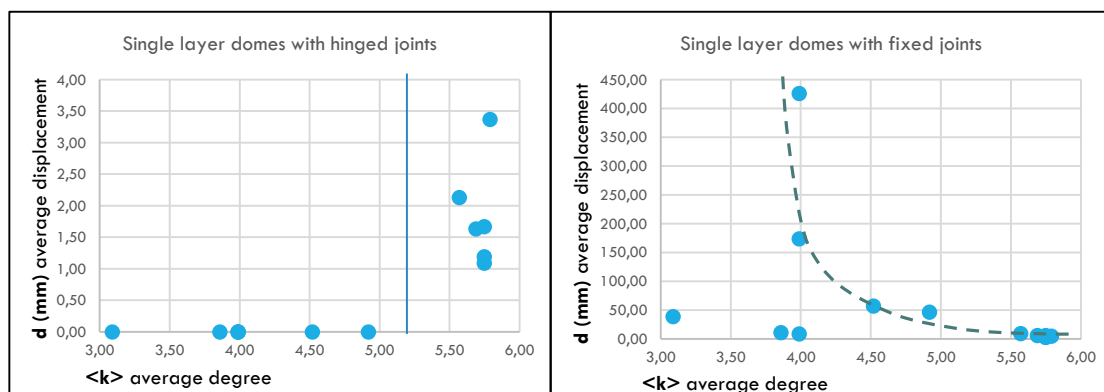 Single layer domes with hinged joints
d (mm) average displacement
4,00
3,50
3,00
2,50
2,00
1,50
1,00
0,50
0,00
3,00 3,50 4,00 4,50 5,00 5,50 6,00
<k> average degree
Single layer domes with fixed joints
d (mm) average displacement
450,00
400,00
350,00
300,00
250,00
200,00
150,00
100,00
50,00
0,00
3,00 3,50 4,00 4,50 5,00 5,50 6,00
<k> average degree